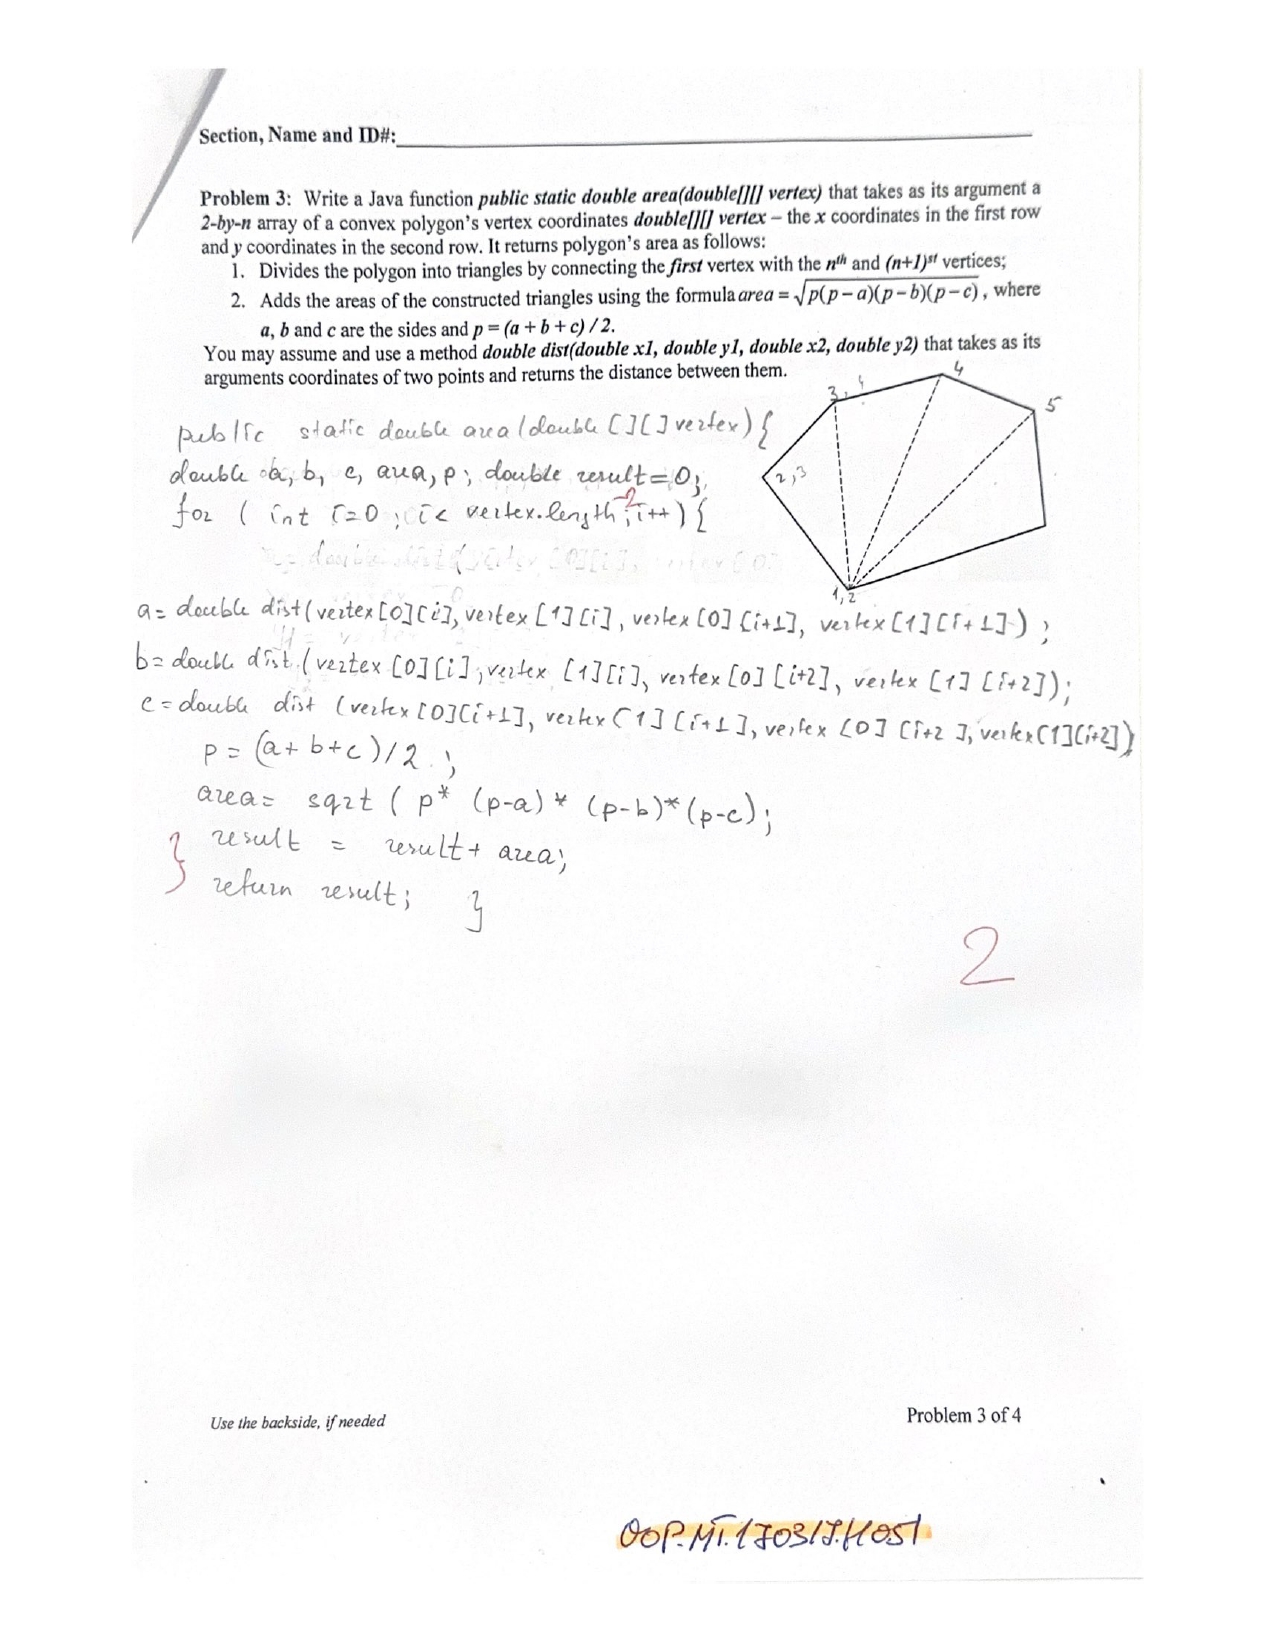 Section, Name and ID#:
Problem 3: Write a Java function public static double area(double[][] vertex) that takes as its argument a
2-by-n array of a convex polygon's vertex coordinates double[][] vertex – the x coordinates in the first row
and y coordinates in the second row. It returns polygon's area as follows:
1. Divides the polygon into triangles by connecting the first vertex with the nth and (n+1)st vertices;
2. Adds the areas of the constructed triangles using the formula area = √p(p−a)(p−b)(p−c), where
a, b and c are the sides and p = (a + b + c) / 2.
You may assume and use a method double dist(double x1, double y1, double x2, double y2) that takes as its
arguments coordinates of two points and returns the distance between them.
3, 4
4
5
2,3
1,2
public static double area (double [][] vertex) {
double a, b, c, area, p; double result=0;
for ( int i=0 ; i< vertex.length -2 ; i++) {
a= double dist(vertex[0][i], vertex[1][i], vertex[0][i+1], vertex[1][i+1]);
b= double dist (vertex [0][i], vertex [1][i], vertex [0][i+2], vertex [1][i+2]);
c= double dist (vertex [0][i+1], vertex [1][i+1], vertex [0][i+2], vertex[1][i+2])
p = (a+b+c)/2 ;
area= sqrt ( p* (p-a) * (p-b)*(p-c);
} result = result + area;
return result; }
2
Use the backside, if needed
Problem 3 of 4